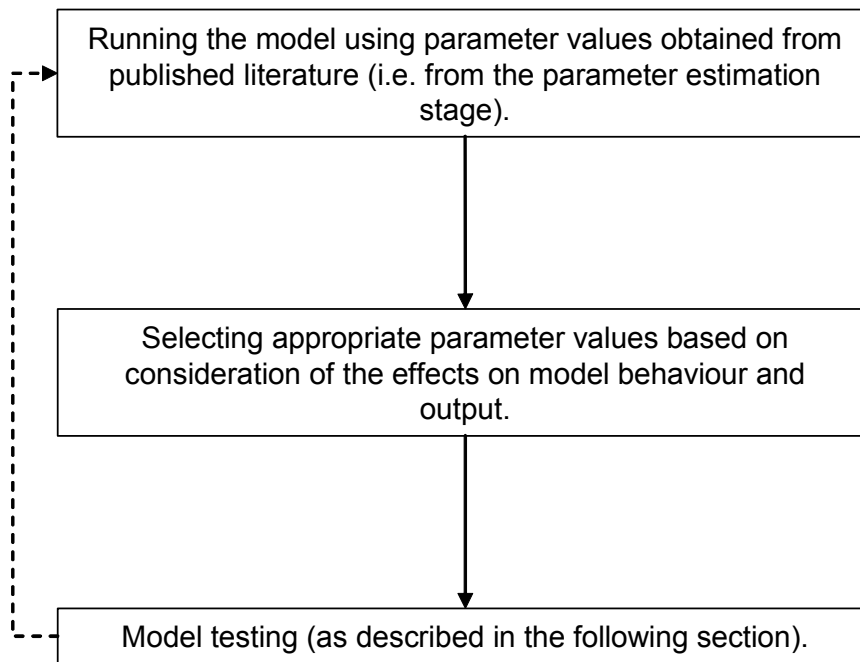 Running the model using parameter values obtained from
published literature (i.e. from the parameter estimation
stage).
Selecting appropriate parameter values based on
consideration of the effects on model behaviour and
output.
Model testing (as described in the following section).